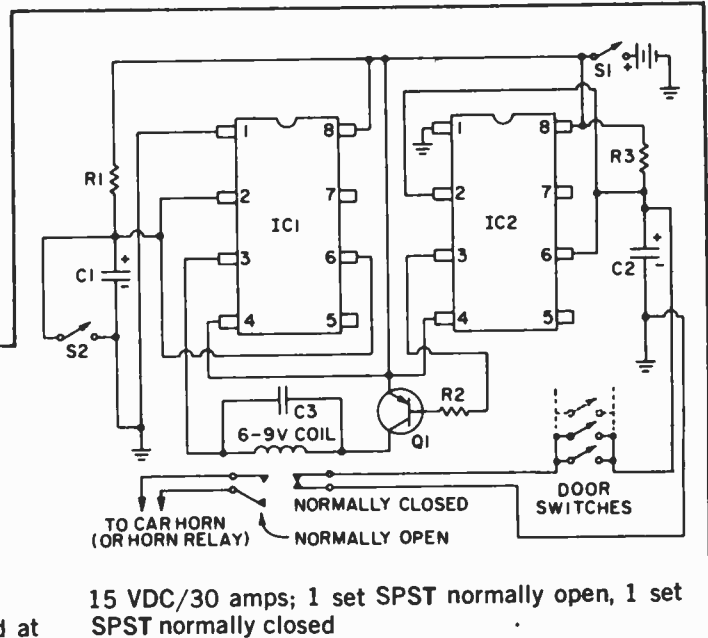 S1
+
1
8
1
8
R1
R3
2
7
2
7
IC1
IC2
+
3
6
3
6
+
C1
-
C2
-
4
5
4
5
S2
C3
R2
6-9V COIL
Q1
NORMALLY CLOSED
DOOR
SWITCHES
TO CAR HORN
(OR HORN RELAY)
NORMALLY OPEN
15 VDC/30 amps; 1 set SPST normally open, 1 set
d at SPST normally closed